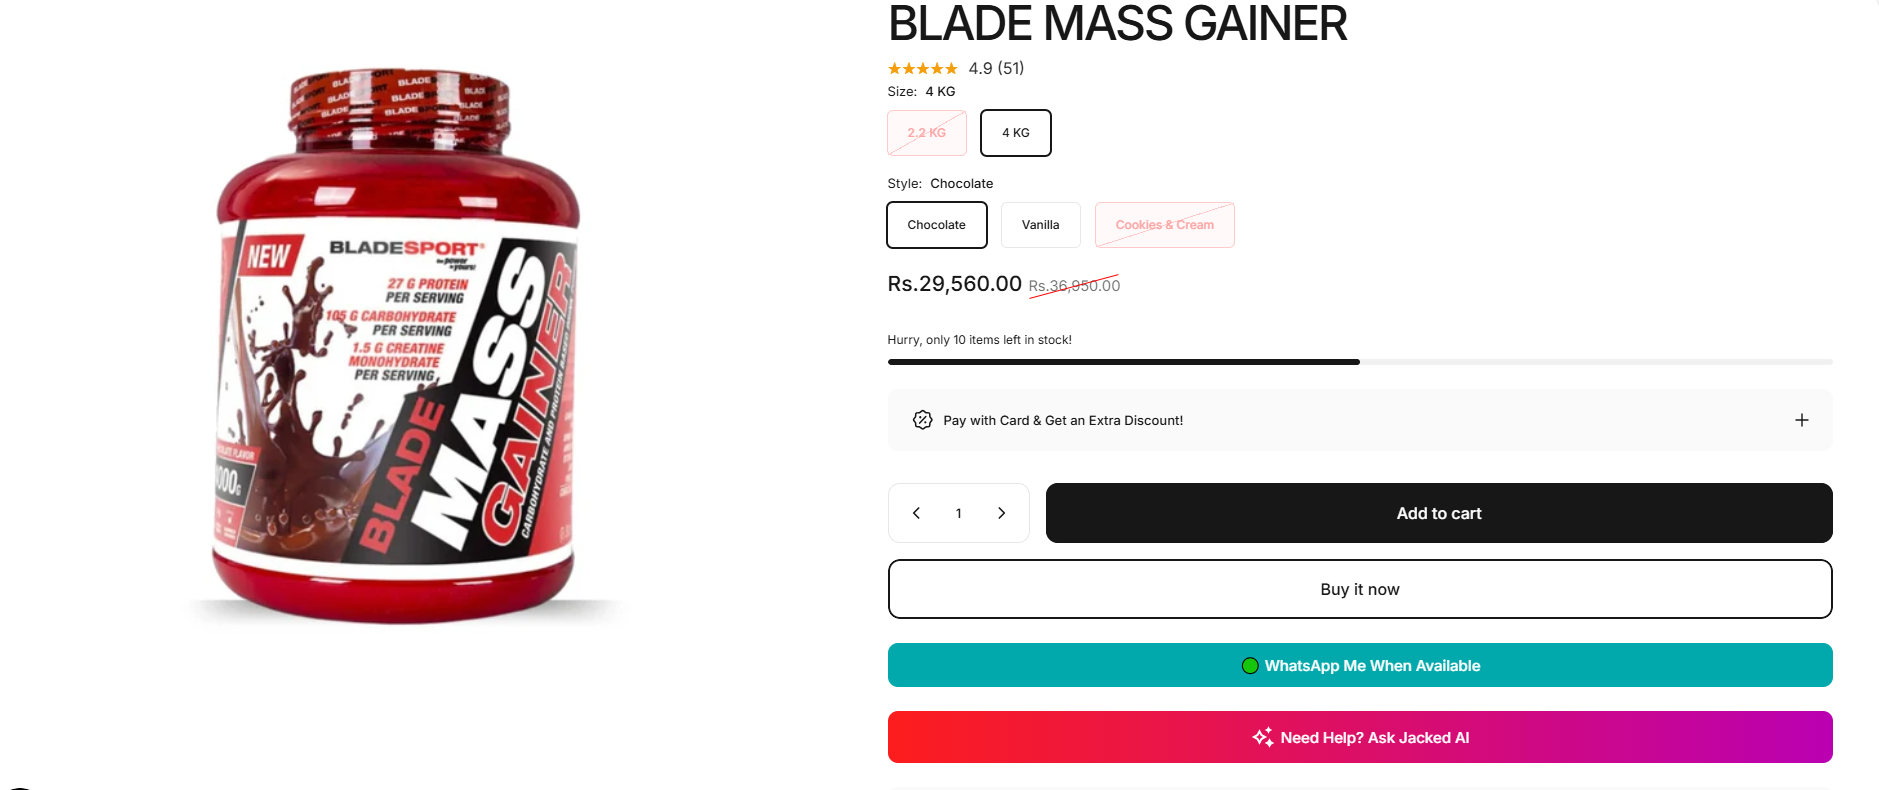 BLADE MASS GAINER
4.9 (51)
Size: 4 KG
2.2 KG
4 KG
Style: Chocolate
Chocolate
Vanilla
Cookies & Cream
Rs.29,560.00 Rs.36,950.00
Hurry, only 10 items left in stock!
Pay with Card & Get an Extra Discount!
1
Add to cart
Buy it now
WhatsApp Me When Available
Need Help? Ask Jacked AI
NEW
BLADESPORT
the power
is yours!
27 G PROTEIN
PER SERVING
105 G CARBOHYDRATE
PER SERVING
1.5 G CREATINE
MONOHYDRATE
PER SERVING
BLADE
MASS
GAINER
CARBOHYDRATE AND PROTEIN BASED